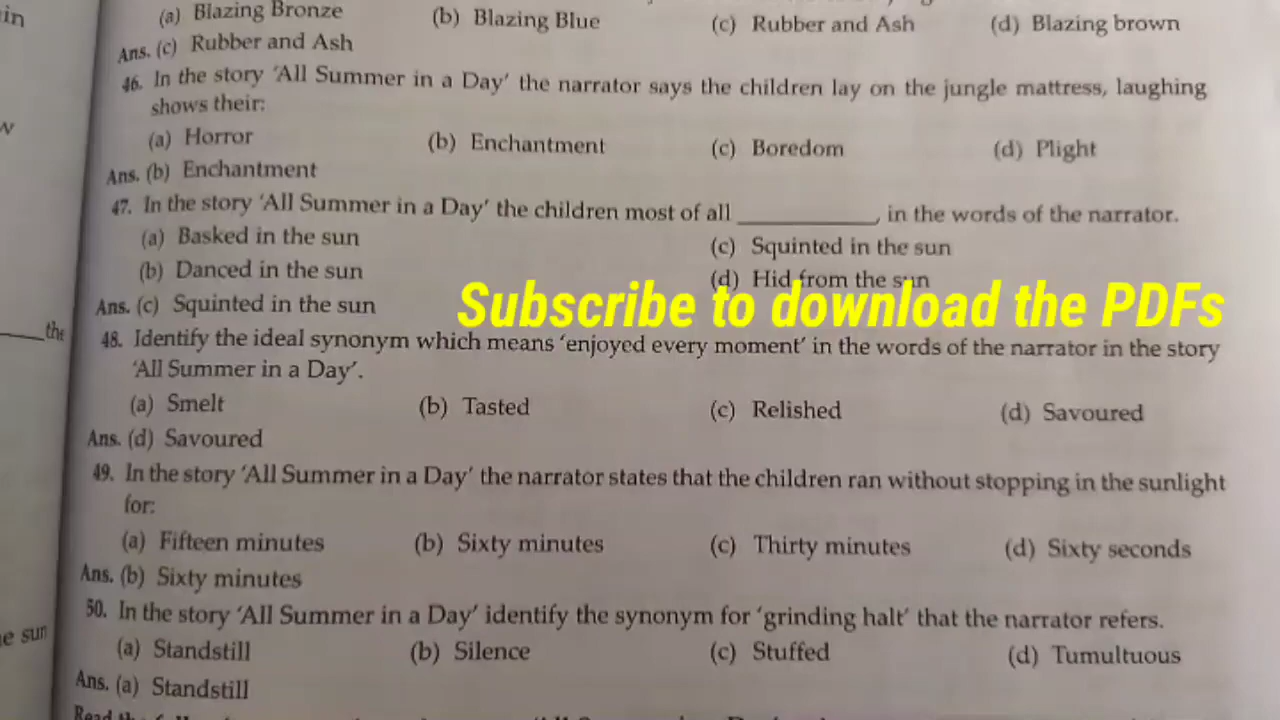 in
(a) Blazing Bronze (b) Blazing Blue (c) Rubber and Ash (d) Blazing brown
Ans. (c) Rubber and Ash
46. In the story 'All Summer in a Day' the narrator says the children lay on the jungle mattress, laughing
shows their:
(a) Horror (b) Enchantment (c) Boredom (d) Plight
Ans. (b) Enchantment
47. In the story 'All Summer in a Day' the children most of all ____________, in the words of the narrator.
(a) Basked in the sun (c) Squinted in the sun
(b) Danced in the sun (d) Hid from the sun
Ans. (c) Squinted in the sun
Subscribe to download the PDFs
the
48. Identify the ideal synonym which means 'enjoyed every moment' in the words of the narrator in the story
'All Summer in a Day'.
(a) Smelt (b) Tasted (c) Relished (d) Savoured
Ans. (d) Savoured
49. In the story 'All Summer in a Day' the narrator states that the children ran without stopping in the sunlight
for:
(a) Fifteen minutes (b) Sixty minutes (c) Thirty minutes (d) Sixty seconds
Ans. (b) Sixty minutes
50. In the story 'All Summer in a Day' identify the synonym for 'grinding halt' that the narrator refers.
e sun
(a) Standstill (b) Silence (c) Stuffed (d) Tumultuous
Ans. (a) Standstill